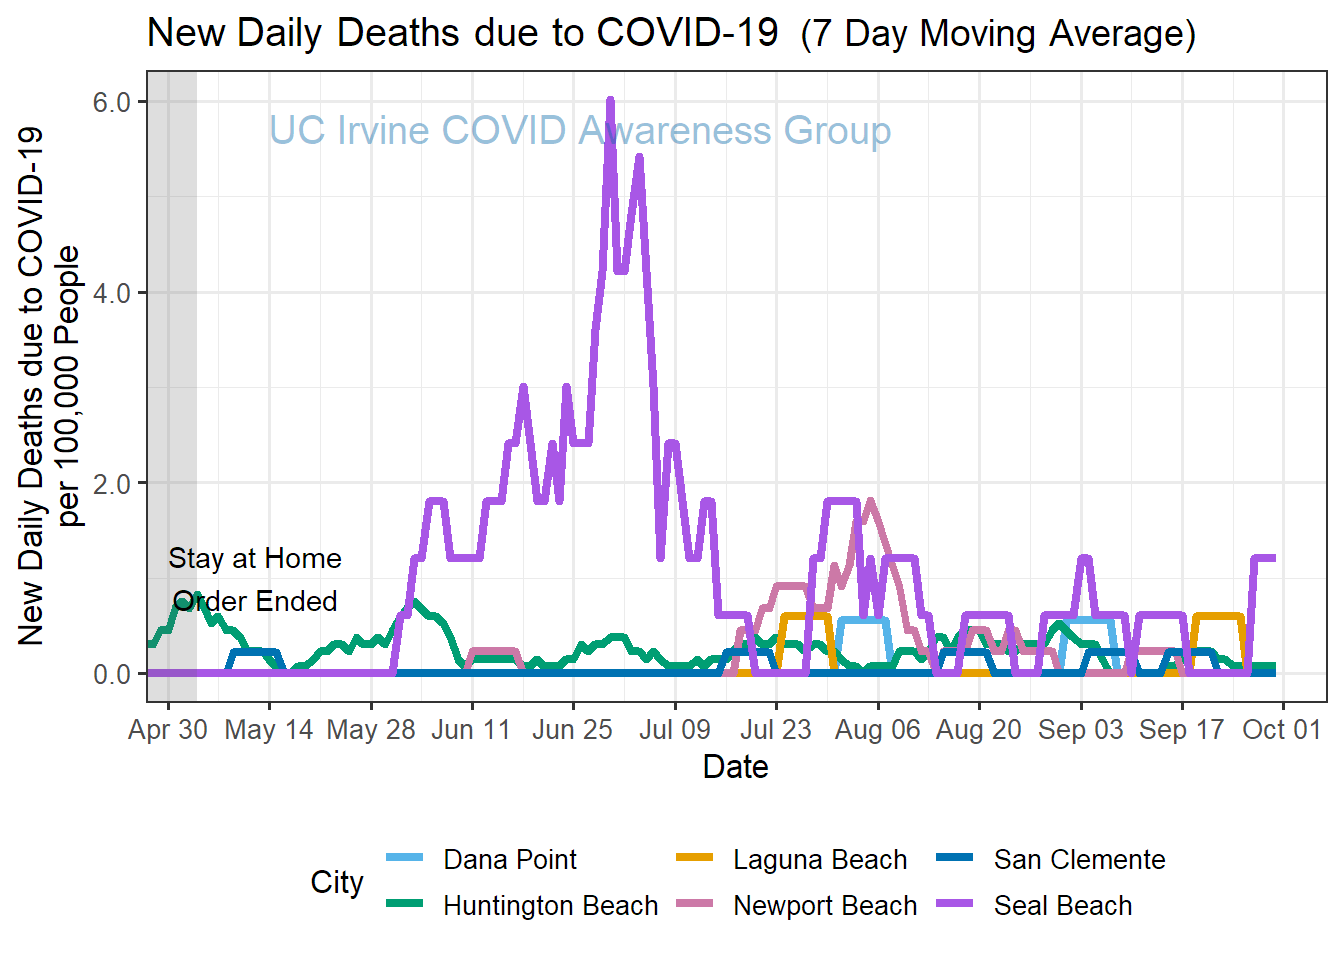 New Daily Deaths due to COVID-19 (7 Day Moving Average)
UC Irvine COVID Awareness Group
New Daily Deaths due to COVID-19
per 100,000 People
6.0
4.0
2.0
0.0
Stay at Home
Order Ended
Apr 30 May 14 May 28 Jun 11 Jun 25 Jul 09 Jul 23 Aug 06 Aug 20 Sep 03 Sep 17 Oct 01
Date
City
Dana Point Laguna Beach San Clemente
Huntington Beach Newport Beach Seal Beach